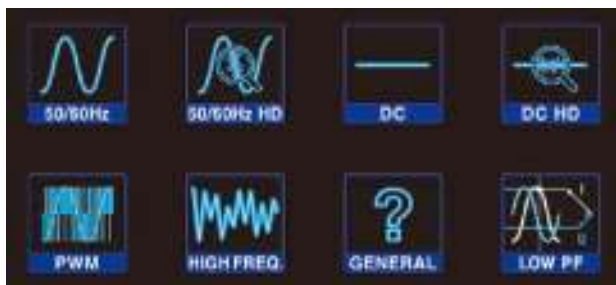 50/60Hz
50/60Hz HD
DC
DC HD
PWM
HIGH FREQ.
?
GENERAL
I
U
LOW PF